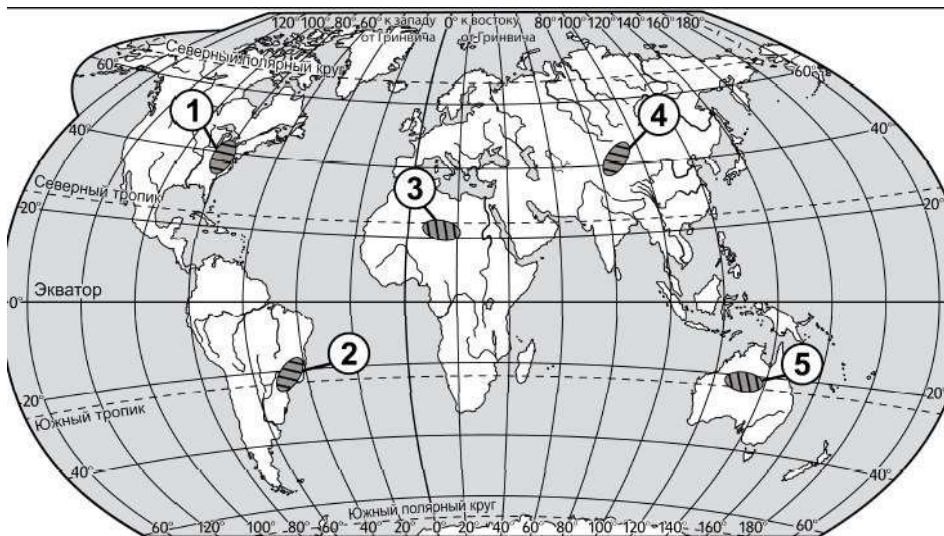 120° 100° 80° 60° к западу 0° к востоку 80° 100° 120° 140° 160° 180°
от Гринвича от Гринвича
Северный полярный круг
60° 60°
1 4
40° 40°
3
Северный тропик
20° 20°
Экватор
0° 0°
2 5
20° 20°
Южный тропик
40° 40°
Южный полярный круг
60° 120° 100° 80° 60° 40° 20° 0° 20° 40° 60° 80° 100° 120° 140° 160° 180° 60°